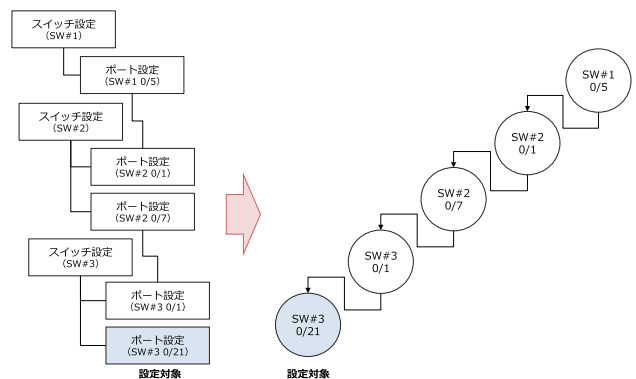 スイッチ設定
(SW#1)
ポート設定
(SW#1 0/5)
スイッチ設定
(SW#2)
ポート設定
(SW#2 0/1)
ポート設定
(SW#2 0/7)
スイッチ設定
(SW#3)
ポート設定
(SW#3 0/1)
ポート設定
(SW#3 0/21)
設定対象
SW#1
0/5
SW#2
0/1
SW#2
0/7
SW#3
0/1
SW#3
0/21
設定対象